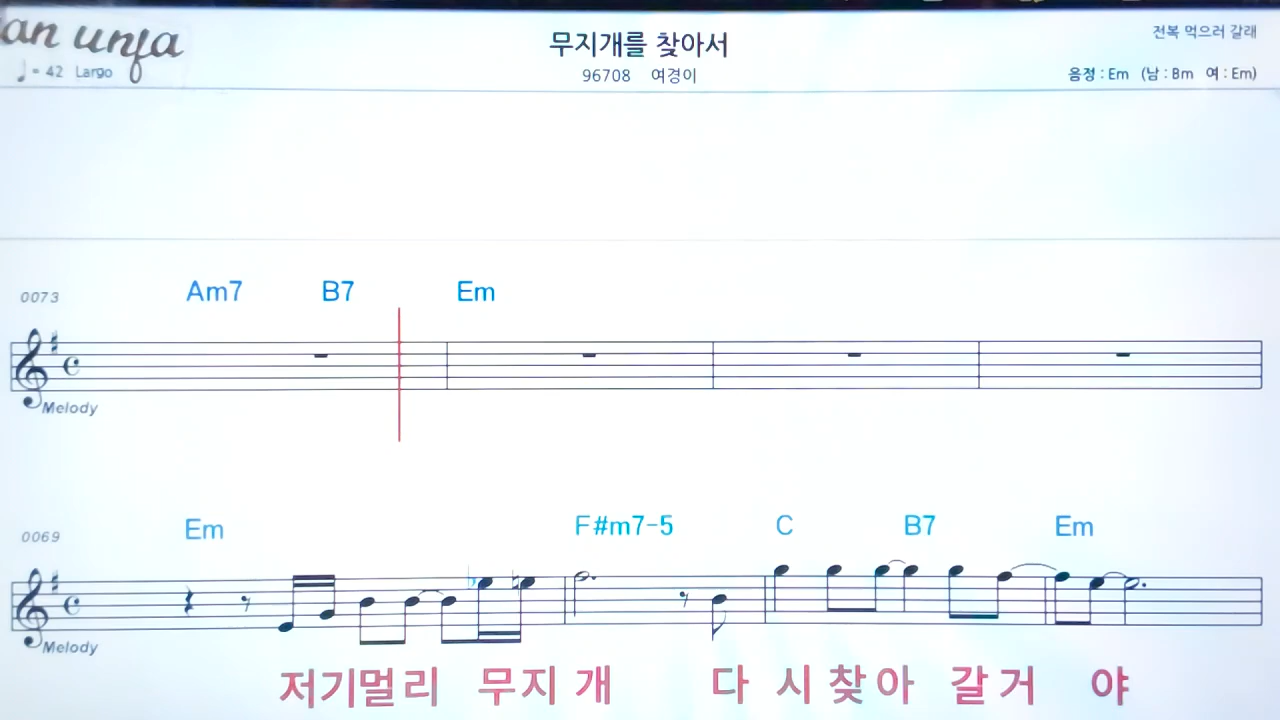 an unja
무지개를 찾아서
전복 먹으러 갈래
♩= 42 Largo
96708 여경이
음정 : Em (남 : Bm 여 : Em)
0073 Am7 B7 Em
Melody
0069 Em F#m7-5 C B7 Em
Melody
저기멀리 무지개 다시찾아 갈거야